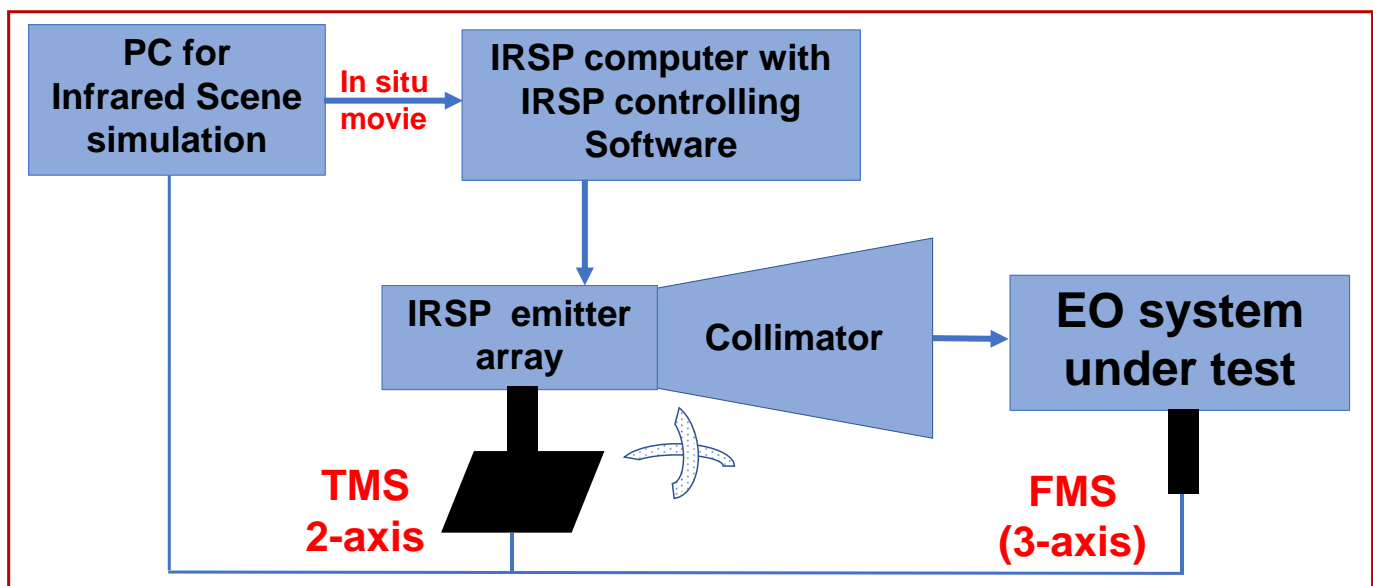 PC for
Infrared Scene
simulation
In situ
movie
IRSP computer with
IRSP controlling
Software
IRSP emitter
array
Collimator
EO system
under test
TMS
2-axis
FMS
(3-axis)